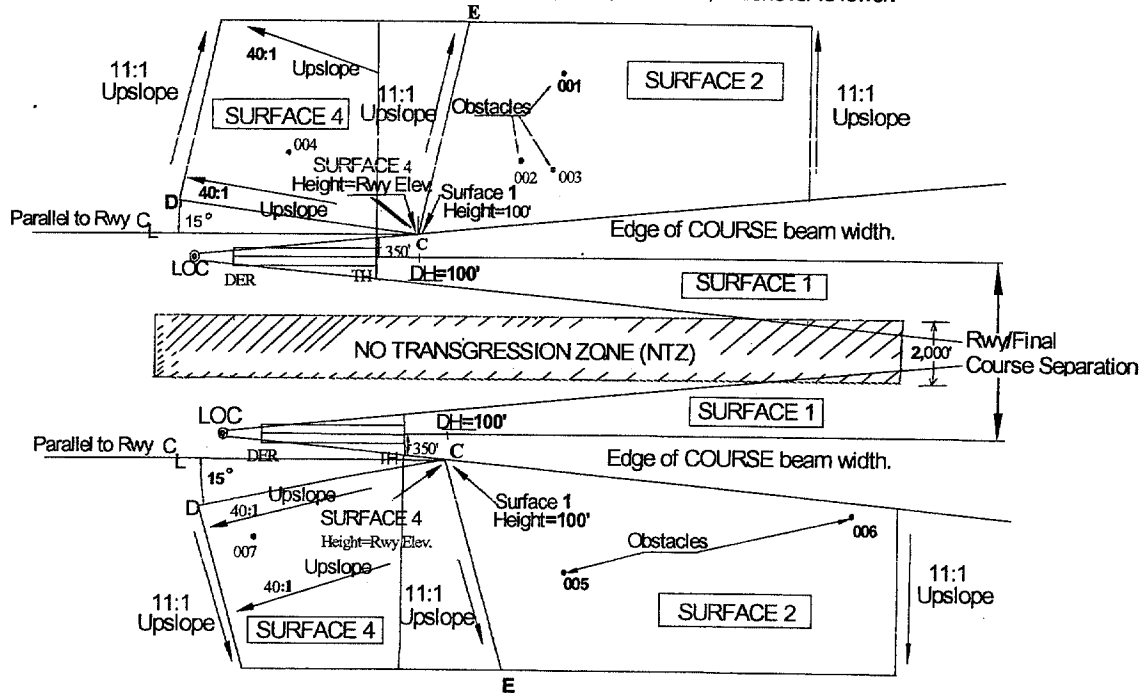 E
40:1
Upslope
11:1
Upslope
SURFACE 4
11:1
Upslope
001
Obstacles
SURFACE 2
11:1
Upslope
004
002
003
SURFACE 4
Height=Rwy Elev.
Surface 1
Height=100'
D
40:1
Upslope
Parallel to Rwy CL
15°
C
Edge of COURSE beam width.
350'
LOC
DER
TH
DH=100'
SURFACE 1
NO TRANSGRESSION ZONE (NTZ)
2,000'
Rwy/Final
Course Separation
LOC
DH=100'
SURFACE 1
Parallel to Rwy CL
DER
TH
350'
C
Edge of COURSE beam width.
15°
D
Upslope
40:1
SURFACE 4
Height=Rwy Elev.
Surface 1
Height=100'
007
Upslope
40:1
006
Obstacles
005
11:1
Upslope
11:1
Upslope
11:1
Upslope
SURFACE 4
SURFACE 2
E